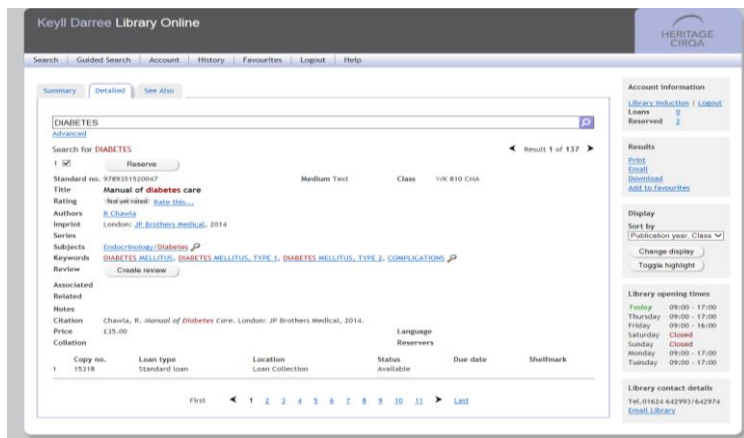 Keyll Darree Library Online
HERITAGE
CIRQA
Search Guided Search Account History Favourites Logout Help
Summary Detailed See Also
DIABETES
Advanced
Search for DIABETES Result 1 of 137
1 Reserve
Standard no. 9789351520047 Medium Text Class WK 810 CHA
Title Manual of diabetes care
Rating Not yet rated Rate this...
Authors R Chawla
Imprint London: JP Brothers Medical, 2014
Series
Subjects Endocrinology/Diabetes
Keywords DIABETES MELLITUS, DIABETES MELLITUS, TYPE 1, DIABETES MELLITUS, TYPE 2, COMPLICATIONS
Review Create review
Associated
Related
Notes
Citation Chawla, R. Manual of Diabetes Care. London: JP Brothers Medical, 2014.
Price £35.00 Language
Collation Reservers
Copy no. Loan type Location Status Due date Shelfmark
1 15318 Standard loan Loan Collection Available
First 1 2 3 4 5 6 7 8 9 10 11 Last
Account Information
Library Induction | Logout
Loans 0
Reserved 2
Results
Print
Email
Download
Add to favourites
Display
Sort by
Publication year, Class
Change display
Toggle highlight
Library opening times
Today 09:00 - 17:00
Thursday 09:00 - 17:00
Friday 09:00 - 16:00
Saturday Closed
Sunday Closed
Monday 09:00 - 17:00
Tuesday 09:00 - 17:00
Library contact details
Tel.01624 642993/642974
Email Library